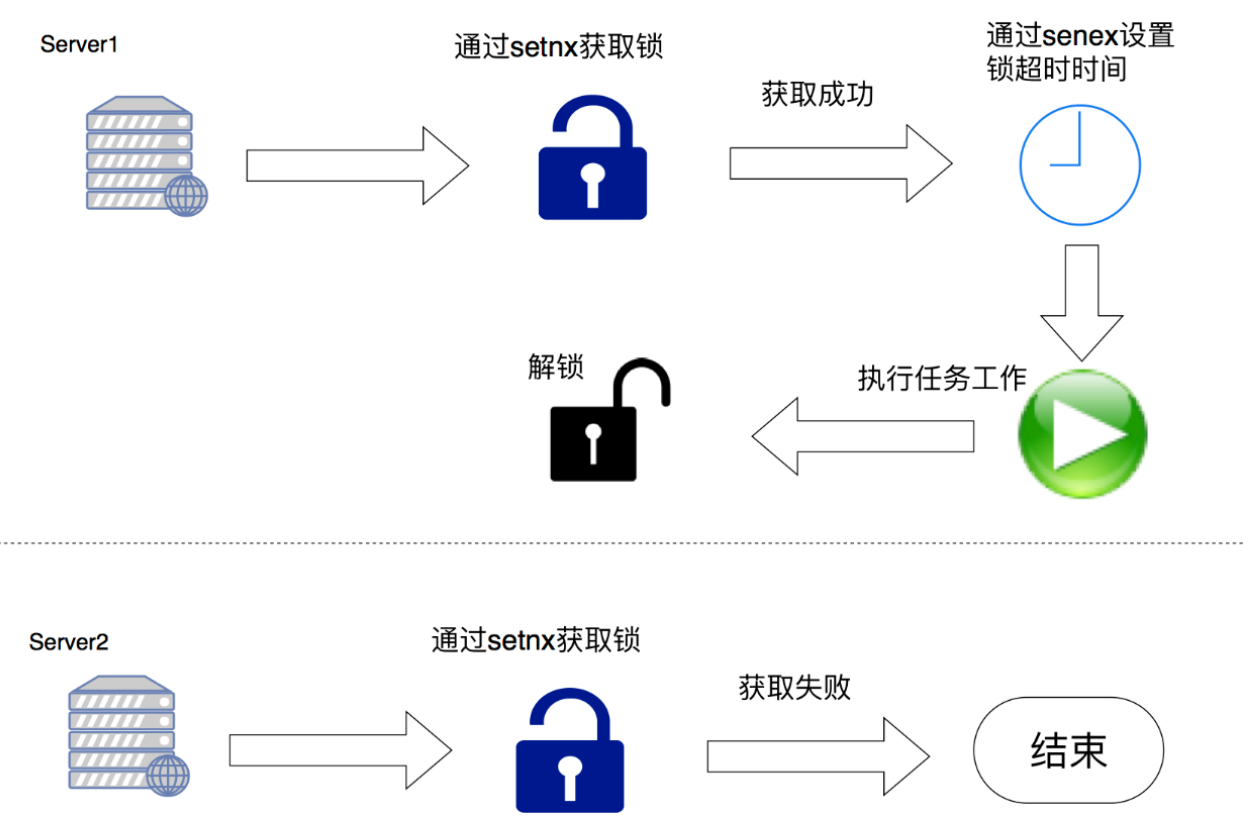 Server1
通过setnx获取锁
获取成功
通过senex设置
锁超时时间
执行任务工作
解锁
Server2
通过setnx获取锁
获取失败
结束